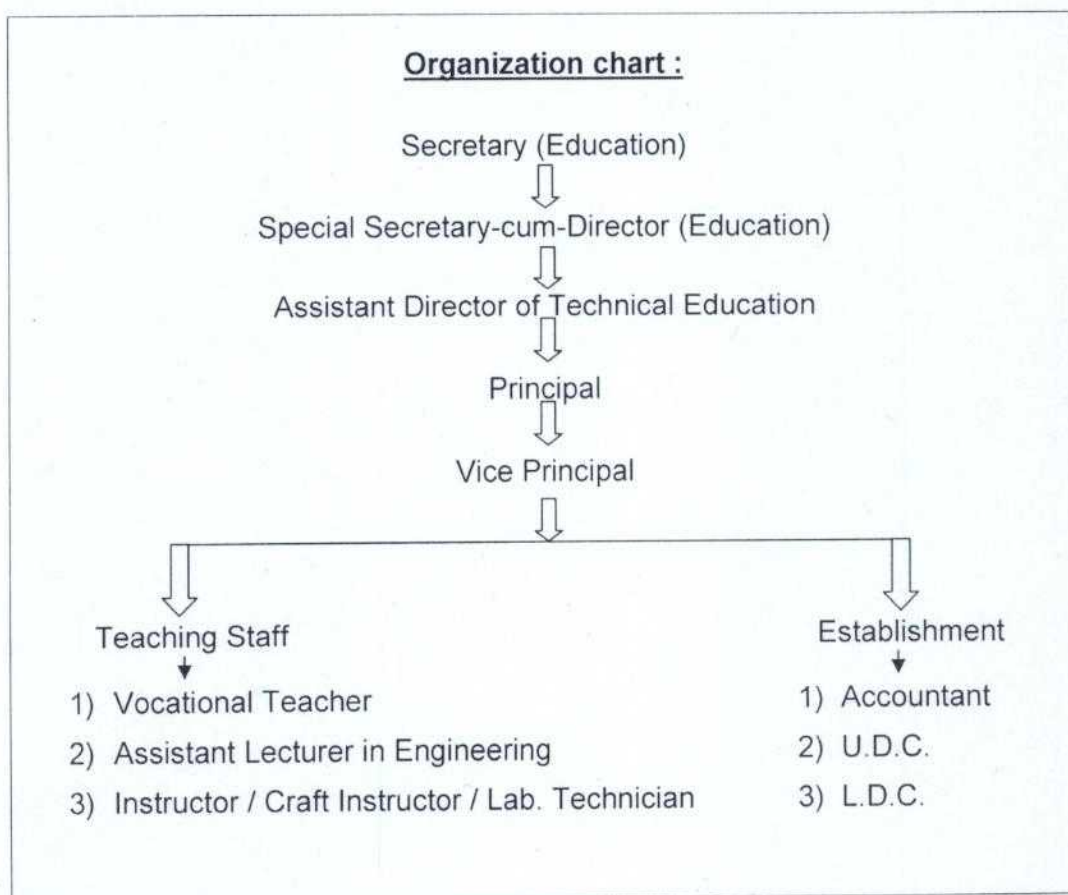 Organization chart :
Secretary (Education)
Special Secretary-cum-Director (Education)
Assistant Director of Technical Education
Principal
Vice Principal
Teaching Staff
1) Vocational Teacher
2) Assistant Lecturer in Engineering
3) Instructor / Craft Instructor / Lab. Technician
Establishment
1) Accountant
2) U.D.C.
3) L.D.C.